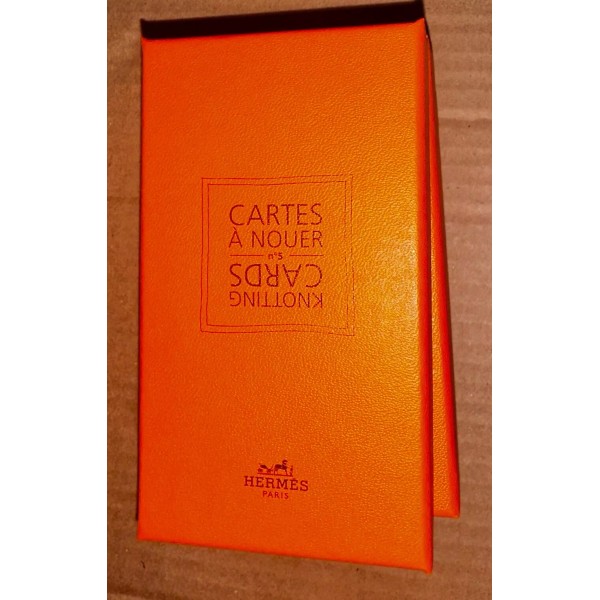 CARTES
À NOUER
n°5
KNOTTING
CARDS
HERMÈS
PARIS